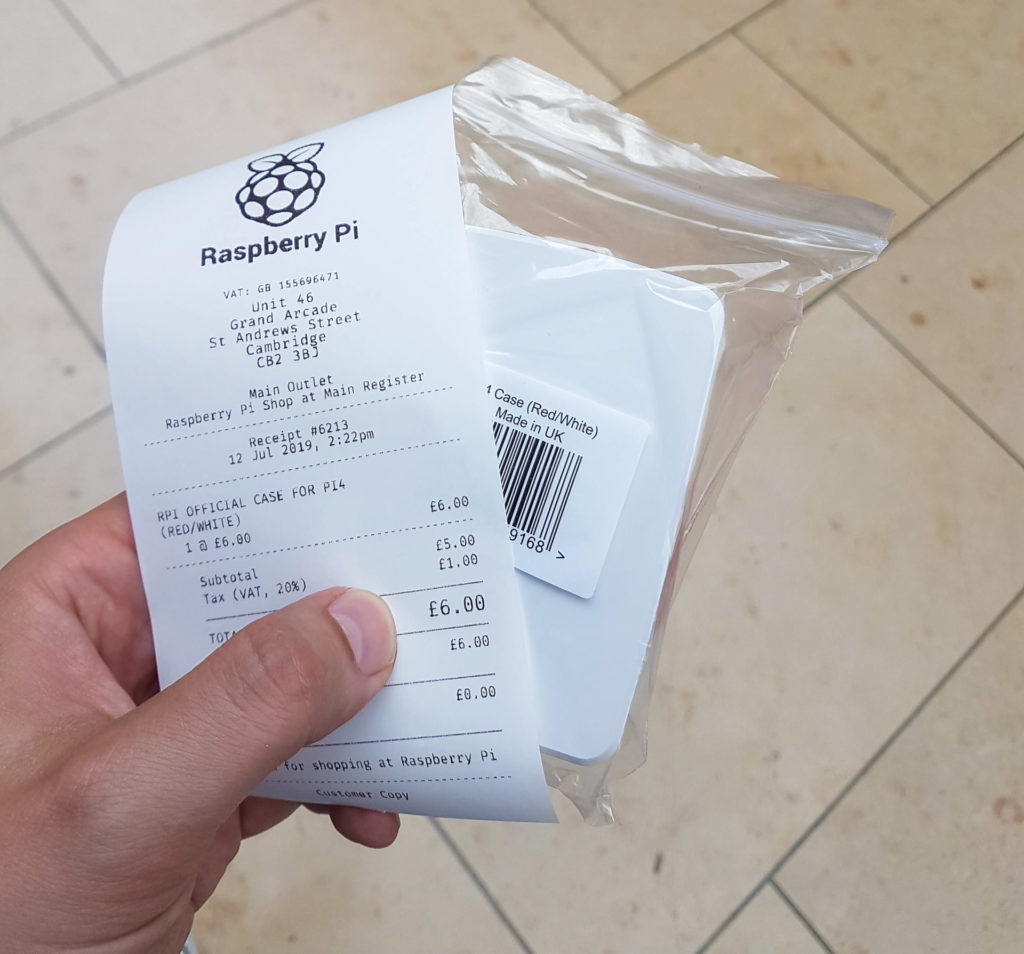 Raspberry Pi
VAT: GB 155696471
Unit 46
Grand Arcade
St Andrews Street
Cambridge
CB2 3BJ
Main Outlet
Raspberry Pi Shop at Main Register
Receipt #6213
12 Jul 2019, 2:22pm
RPI OFFICIAL CASE FOR PI4
(RED/WHITE)
1 @ £6.00 £6.00
Subtotal £5.00
Tax (VAT, 20%) £1.00
£6.00
£6.00
£0.00
for shopping at Raspberry Pi
Customer Copy
4 Case (Red/White)
Made in UK
9168 >